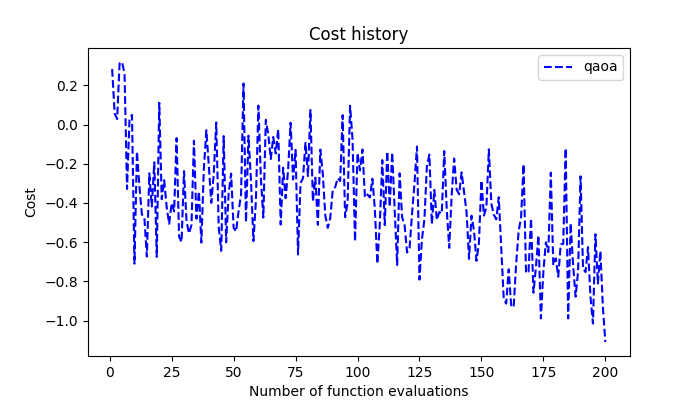 Cost history
qaoa
Cost
0.2
0.0
−0.2
−0.4
−0.6
−0.8
−1.0
0 25 50 75 100 125 150 175 200
Number of function evaluations